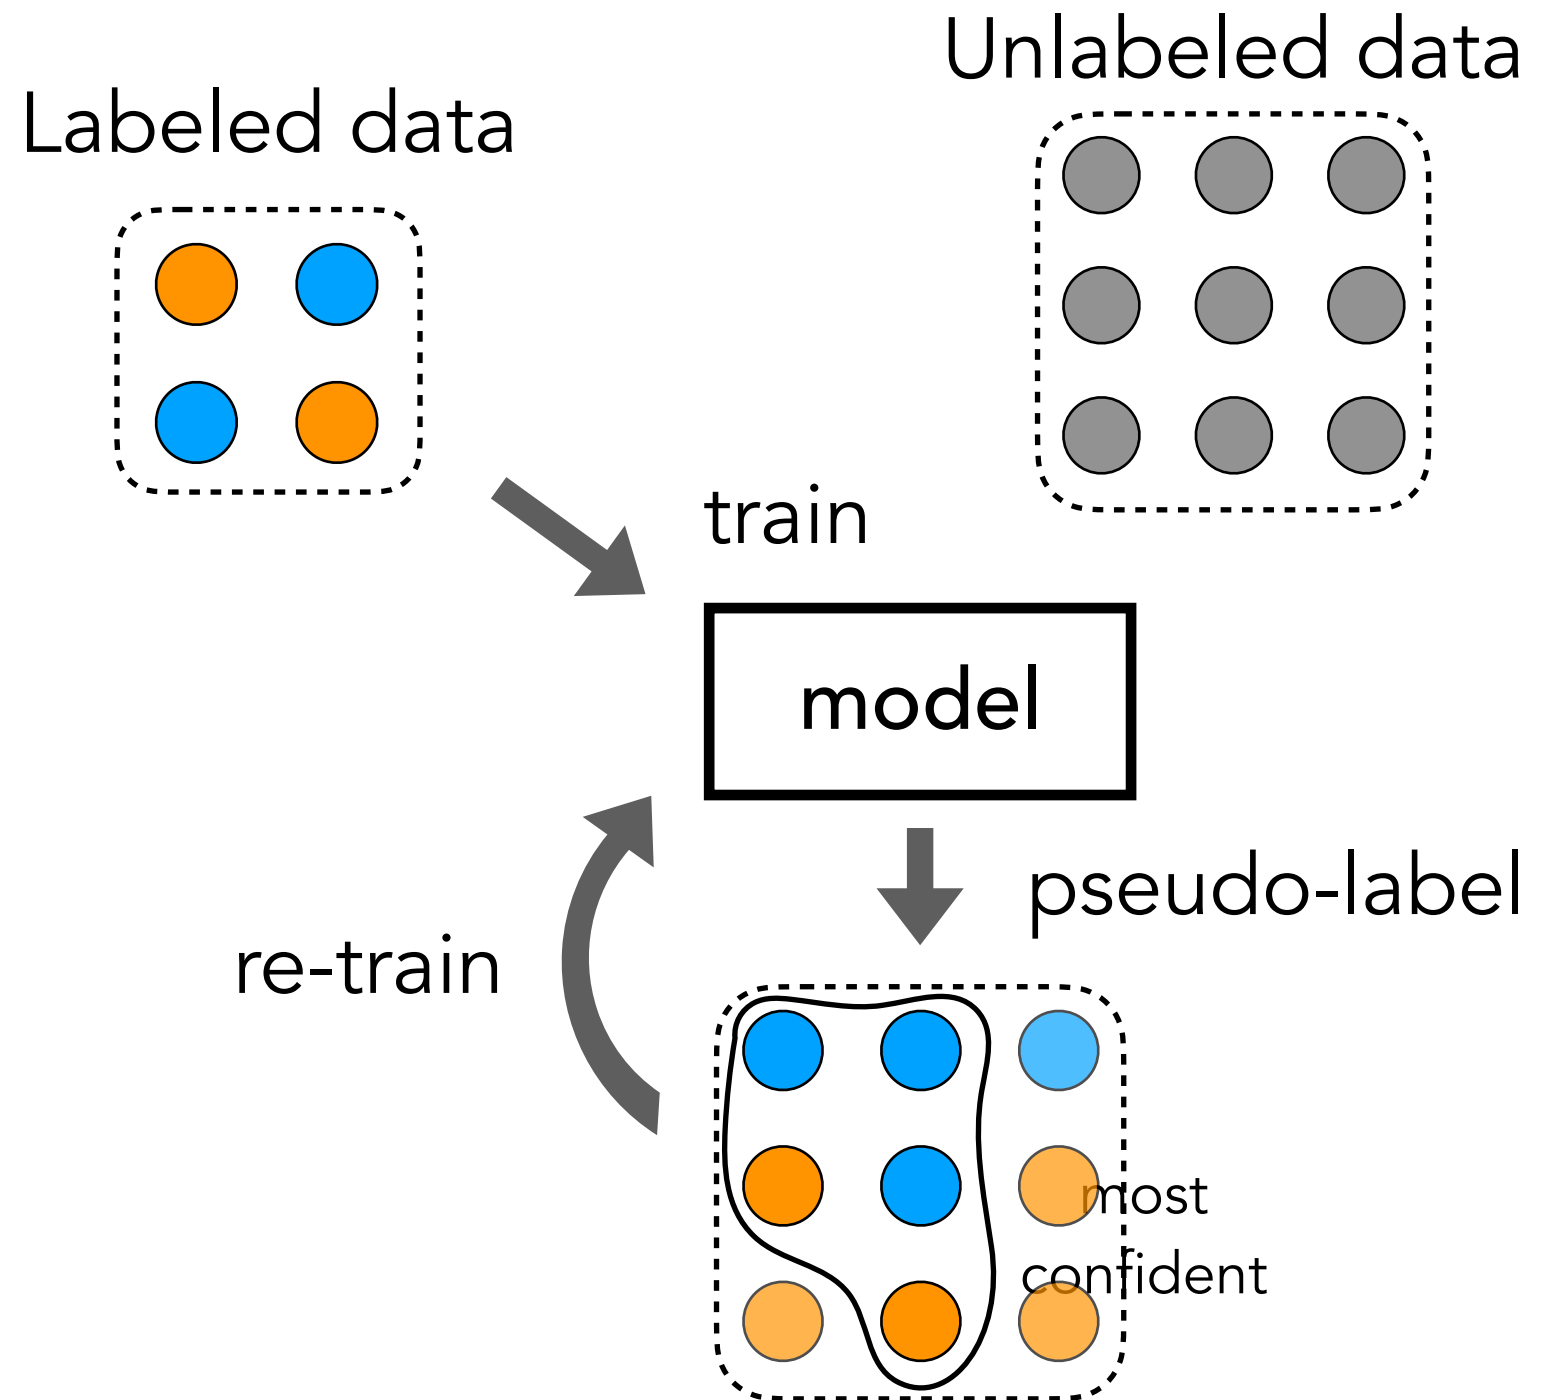 Unlabeled data
Labeled data
train
model
pseudo-label
re-train
most
confident